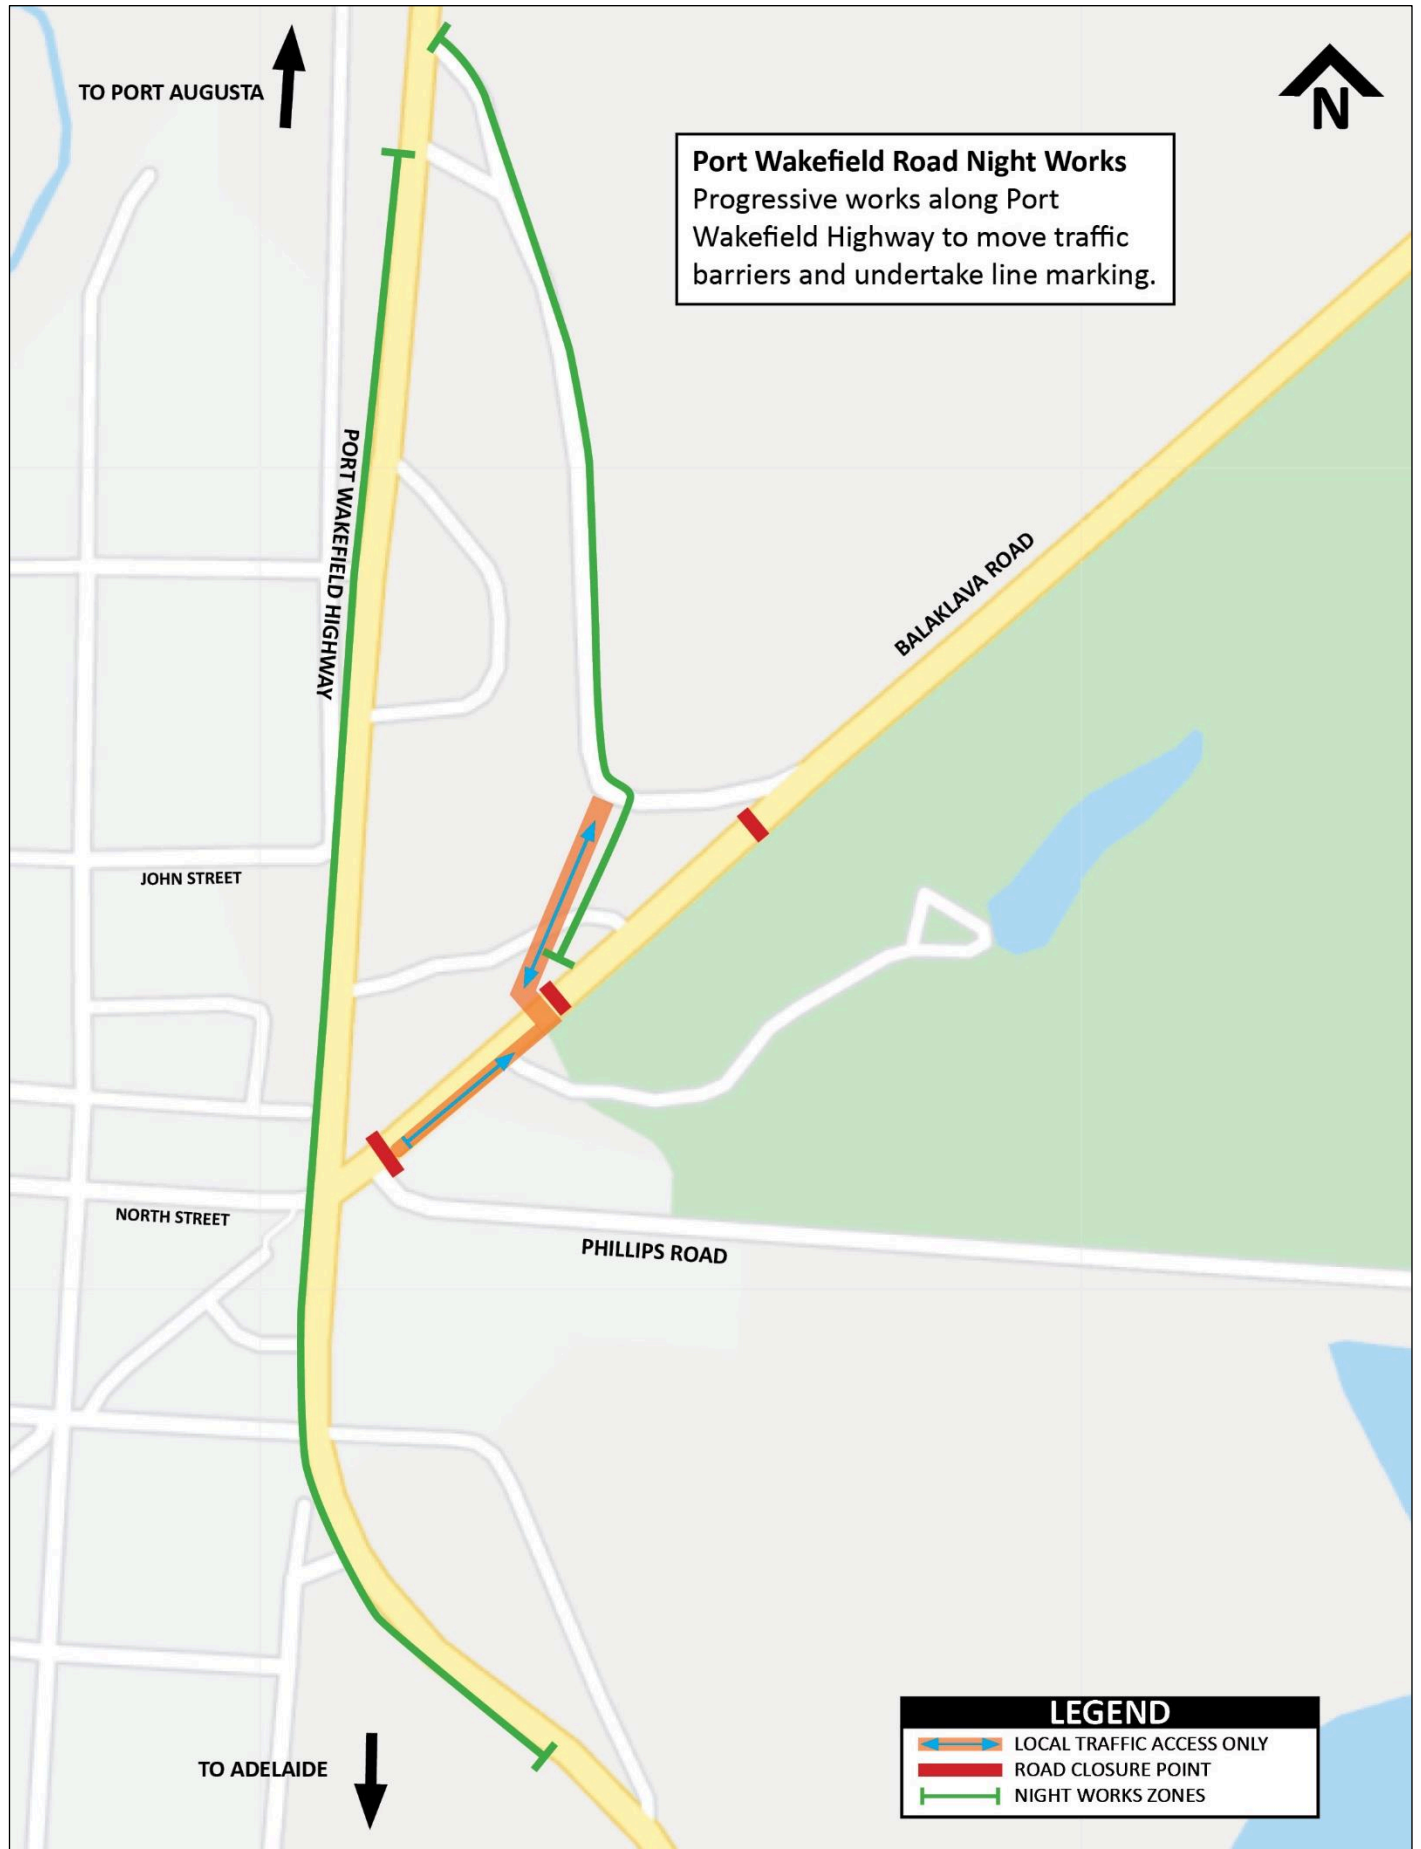 TO PORT AUGUSTA
N
Port Wakefield Road Night Works
Progressive works along Port
Wakefield Highway to move traffic
barriers and undertake line marking.
PORT WAKEFIELD HIGHWAY
BALAKLAVA ROAD
JOHN STREET
NORTH STREET
PHILLIPS ROAD
TO ADELAIDE
LEGEND
LOCAL TRAFFIC ACCESS ONLY
ROAD CLOSURE POINT
NIGHT WORKS ZONES